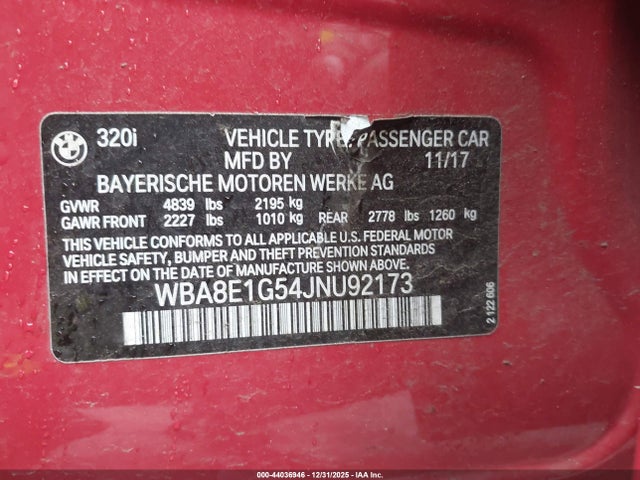 320i VEHICLE TYPE: PASSENGER CAR
MFD BY 11/17
BAYERISCHE MOTOREN WERKE AG
GVWR 4839 lbs 2195 kg
GAWR FRONT 2227 lbs 1010 kg REAR 2778 lbs 1260 kg
THIS VEHICLE CONFORMS TO ALL APPLICABLE U.S. FEDERAL MOTOR
VEHICLE SAFETY, BUMPER AND THEFT PREVENTION STANDARDS
IN EFFECT ON THE DATE OF MANUFACTURE SHOWN ABOVE.
WBA8E1G54JNU92173
2 122 606
000-44036946 - 12/31/2025 - IAA Inc.